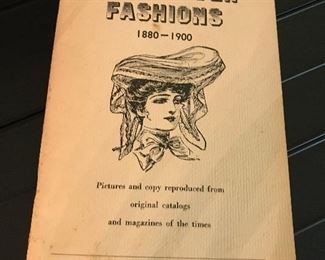 FASHIONS
1880—1900
Pictures and copy reproduced from
original catalogs
and magazines of the times